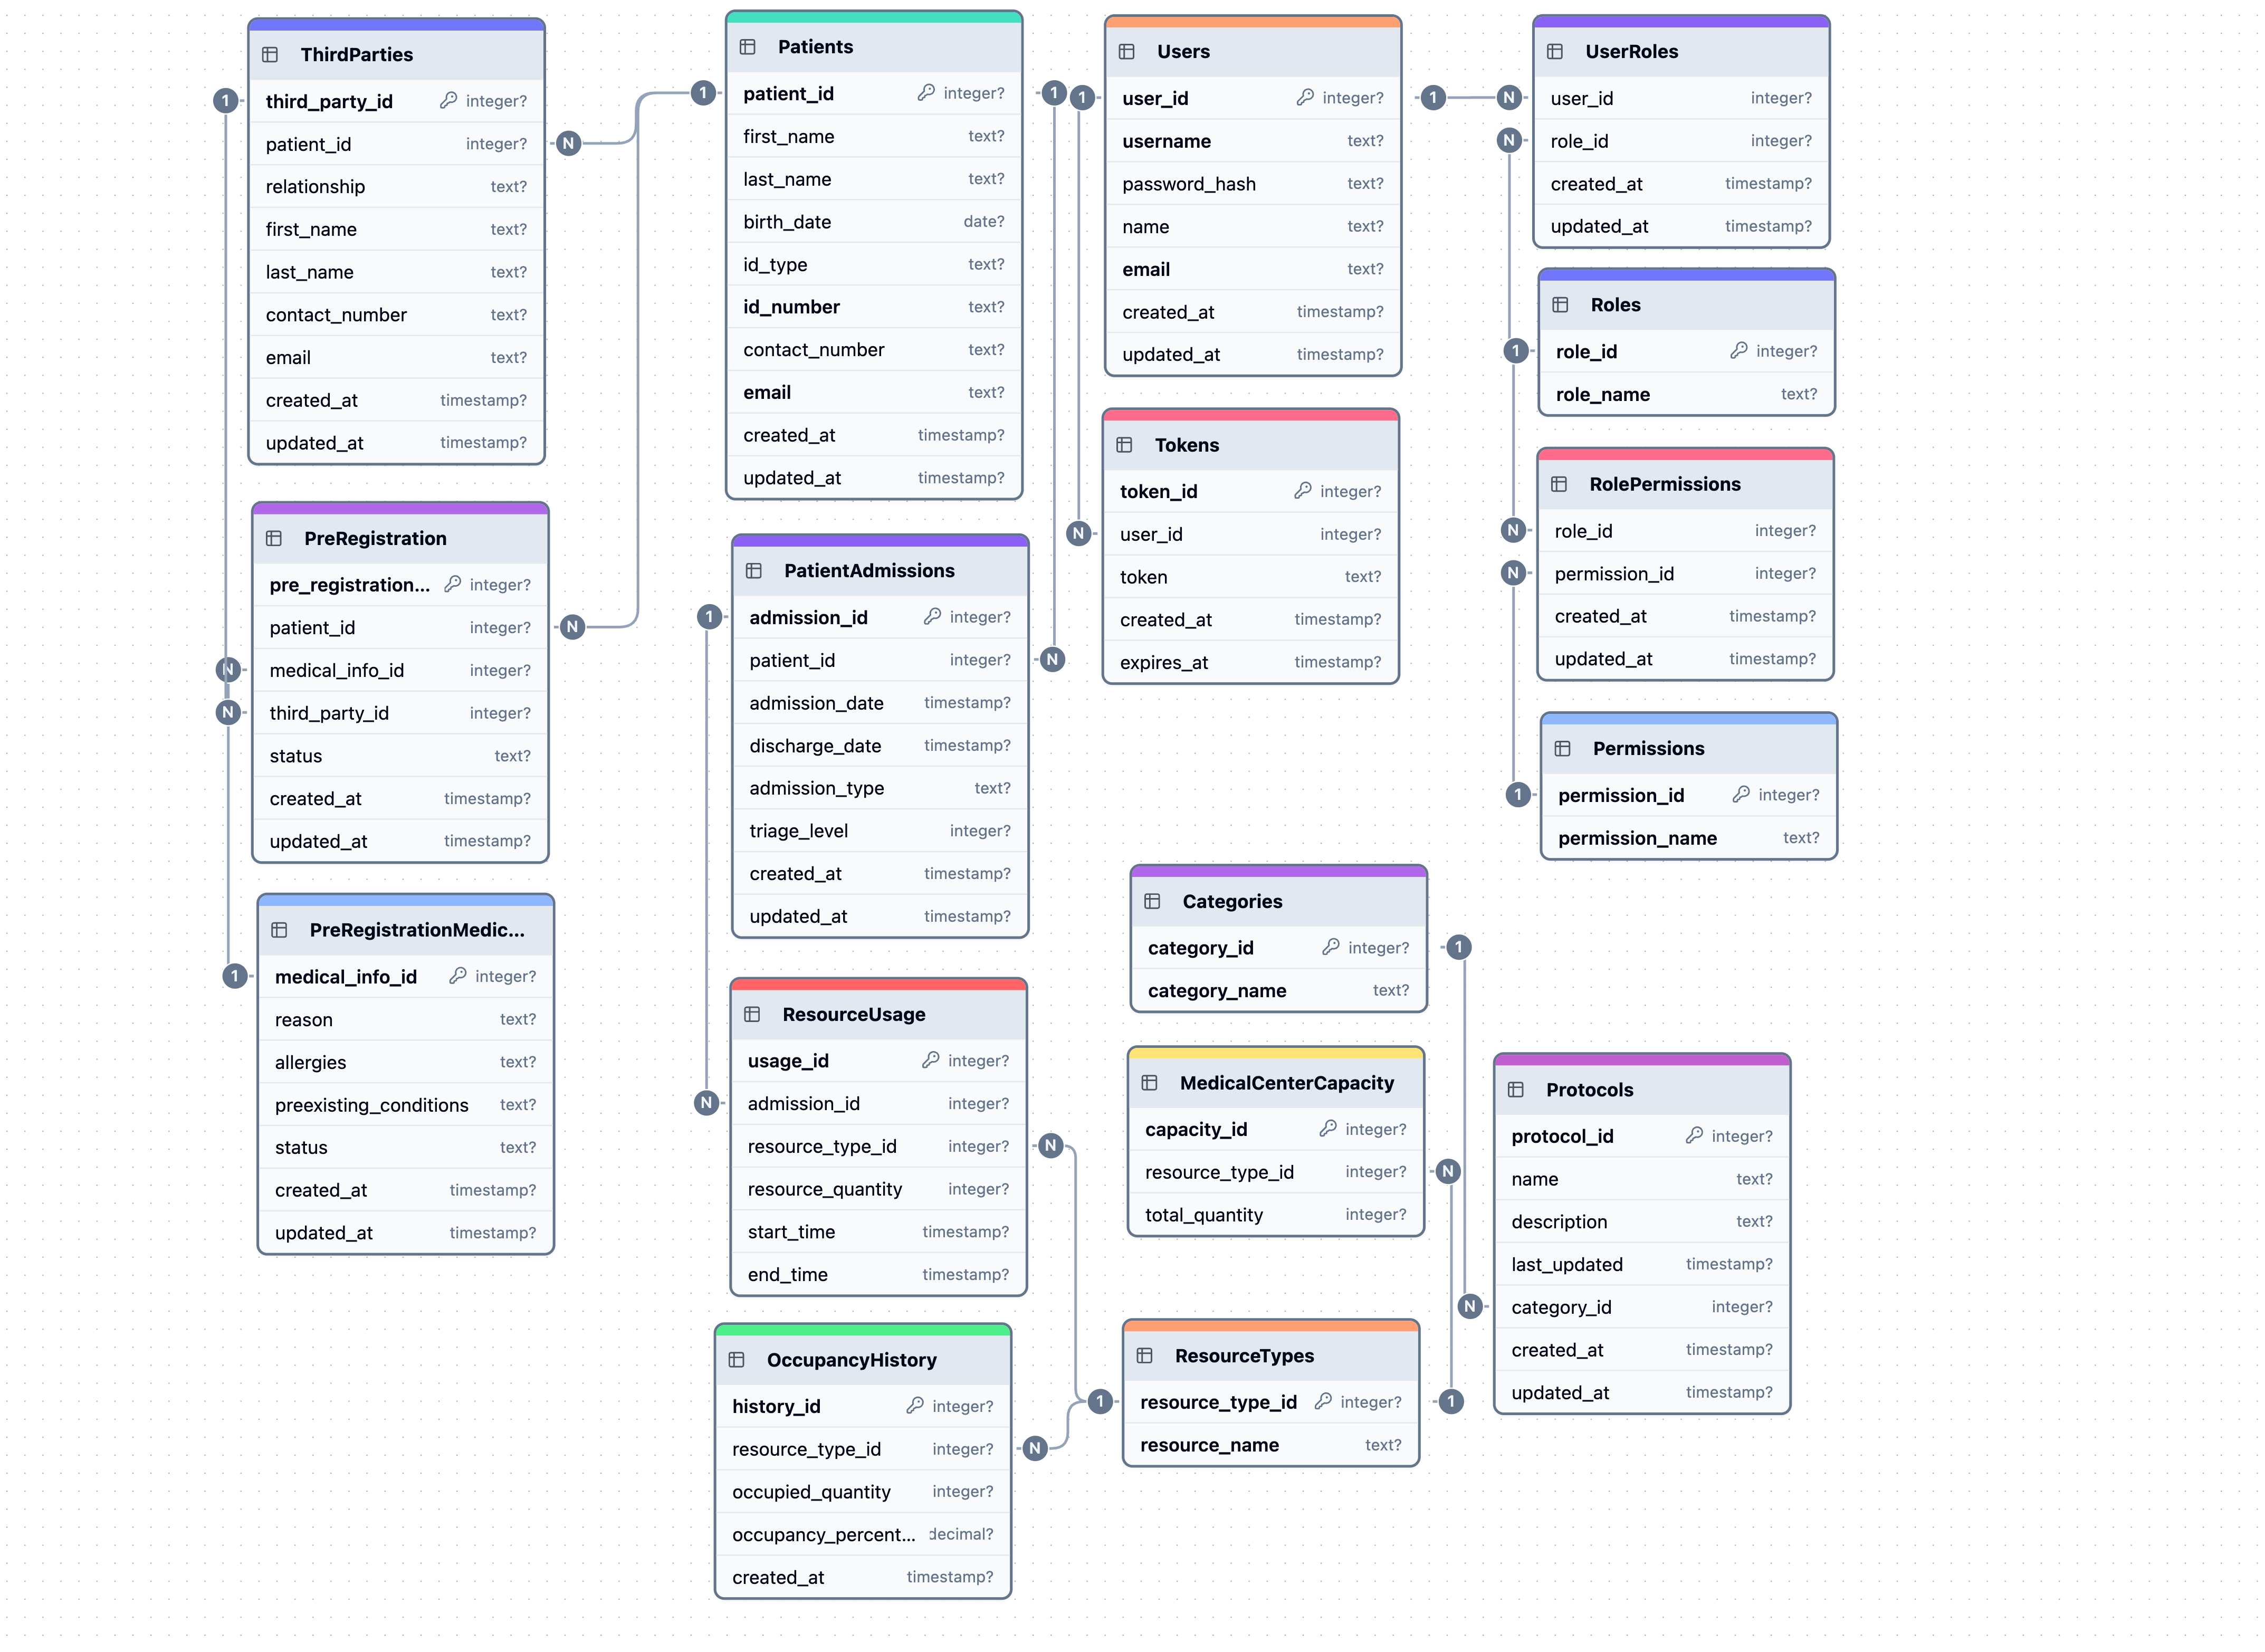 ThirdParties
third_party_id integer?
patient_id integer?
relationship text?
first_name text?
last_name text?
contact_number text?
email text?
created_at timestamp?
updated_at timestamp?
1
N
PreRegistration
pre_registration... integer?
patient_id integer?
medical_info_id integer?
third_party_id integer?
status text?
created_at timestamp?
updated_at timestamp?
N
N
N
PreRegistrationMedic...
medical_info_id integer?
reason text?
allergies text?
preexisting_conditions text?
status text?
created_at timestamp?
updated_at timestamp?
1
Patients
patient_id integer?
first_name text?
last_name text?
birth_date date?
id_type text?
id_number text?
contact_number text?
email text?
created_at timestamp?
updated_at timestamp?
1
1
PatientAdmissions
admission_id integer?
patient_id integer?
admission_date timestamp?
discharge_date timestamp?
admission_type text?
triage_level integer?
created_at timestamp?
updated_at timestamp?
1
N
ResourceUsage
usage_id integer?
admission_id integer?
resource_type_id integer?
resource_quantity integer?
start_time timestamp?
end_time timestamp?
N
N
OccupancyHistory
history_id integer?
resource_type_id integer?
occupied_quantity integer?
occupancy_percent... decimal?
created_at timestamp?
N
Users
user_id integer?
username text?
password_hash text?
name text?
email text?
created_at timestamp?
updated_at timestamp?
1
1
Tokens
token_id integer?
user_id integer?
token text?
created_at timestamp?
expires_at timestamp?
N
Categories
category_id integer?
category_name text?
1
MedicalCenterCapacity
capacity_id integer?
resource_type_id integer?
total_quantity integer?
N
ResourceTypes
resource_type_id integer?
resource_name text?
1
1
UserRoles
user_id integer?
role_id integer?
created_at timestamp?
updated_at timestamp?
N
N
Roles
role_id integer?
role_name text?
1
RolePermissions
role_id integer?
permission_id integer?
created_at timestamp?
updated_at timestamp?
N
N
Permissions
permission_id integer?
permission_name text?
1
Protocols
protocol_id integer?
name text?
description text?
last_updated timestamp?
category_id integer?
created_at timestamp?
updated_at timestamp?
N